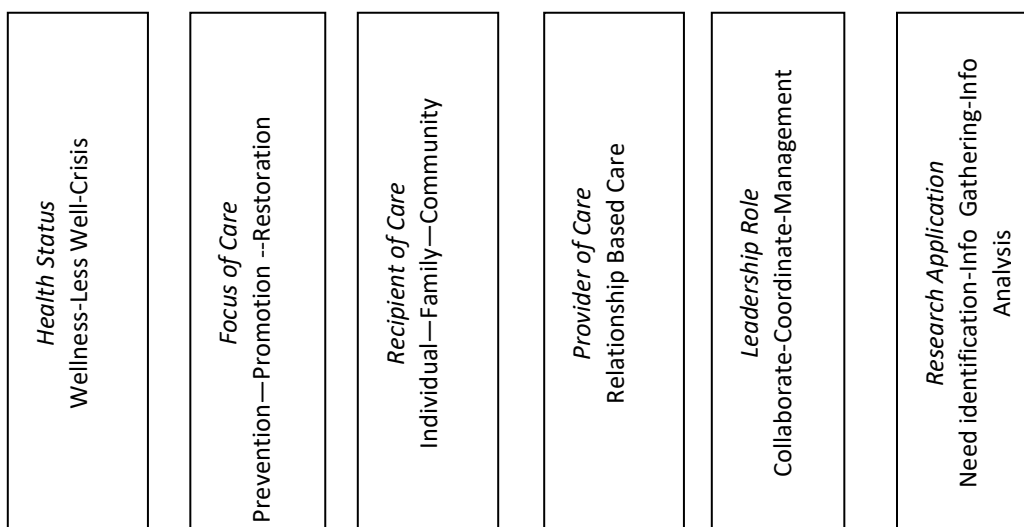 Health Status
Wellness-Less Well-Crisis
Focus of Care
Prevention—Promotion --Restoration
Recipient of Care
Individual—Family—Community
Provider of Care
Relationship Based Care
Leadership Role
Collaborate-Coordinate-Management
Research Application
Need identification-Info Gathering-Info
Analysis